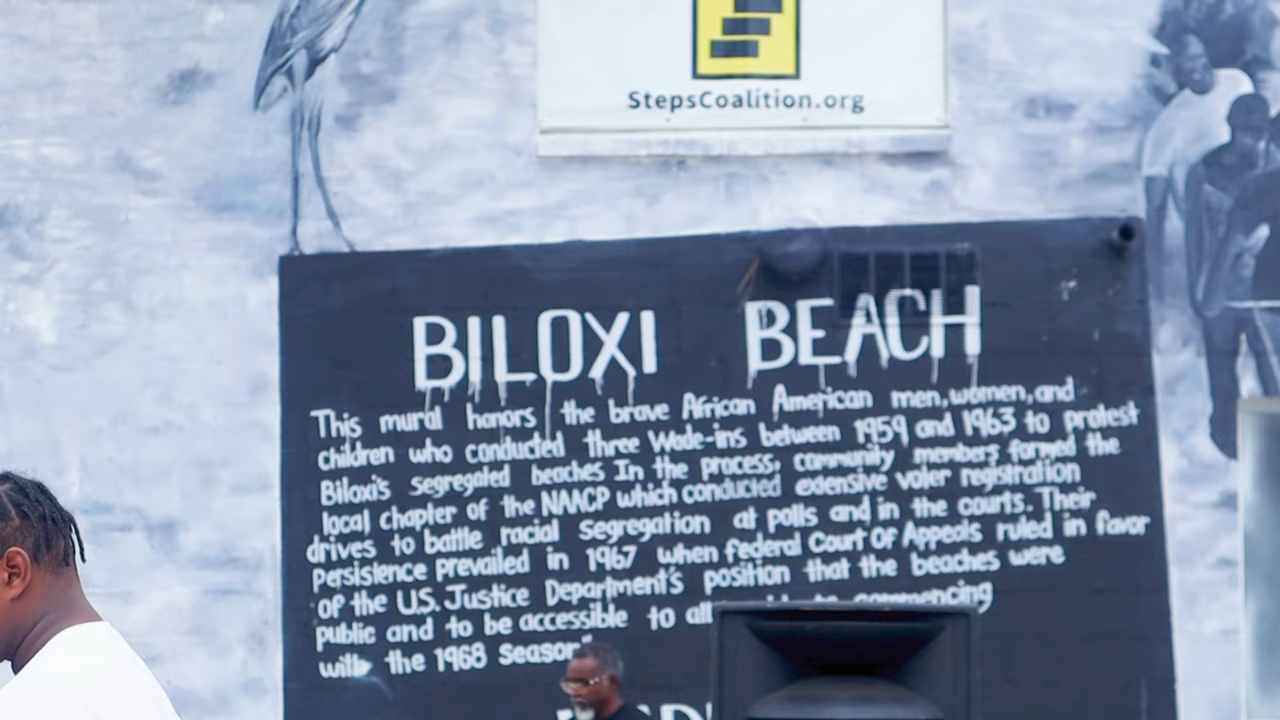 StepsCoalition.org
BILOXI BEACH
This mural honors the brave African American men, women, and
children who conducted three Wade-ins between 1959 and 1963 to protest
Biloxi's segregated beaches In the process, community members formed the
local chapter of the NAACP which conducted extensive voter registration
drives to battle racial segregation at polls and in the courts. Their
Persistence prevailed in 1967 when federal Court Of Appeals ruled in favor
of the U.S. Justice Department's position that the beaches were
public and to be accessible to all commencing
with the 1968 season"